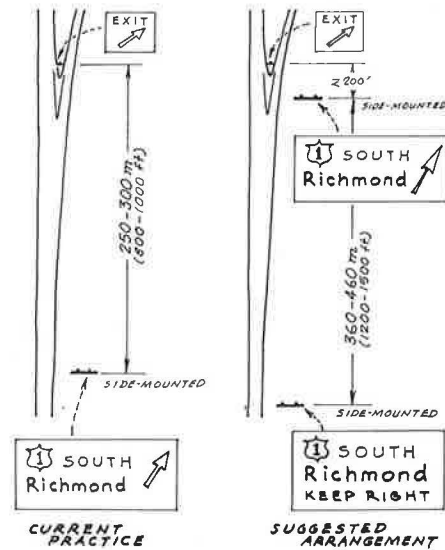 EXIT
250-300 m
(800-1000 ft)
SIDE-MOUNTED
1 SOUTH
Richmond
CURRENT
PRACTICE
EXIT
≥200'
SIDE-MOUNTED
1 SOUTH
Richmond
360-460 m
(1200-1500 ft)
SIDE-MOUNTED
1 SOUTH
Richmond
KEEP RIGHT
SUGGESTED
ARRANGEMENT